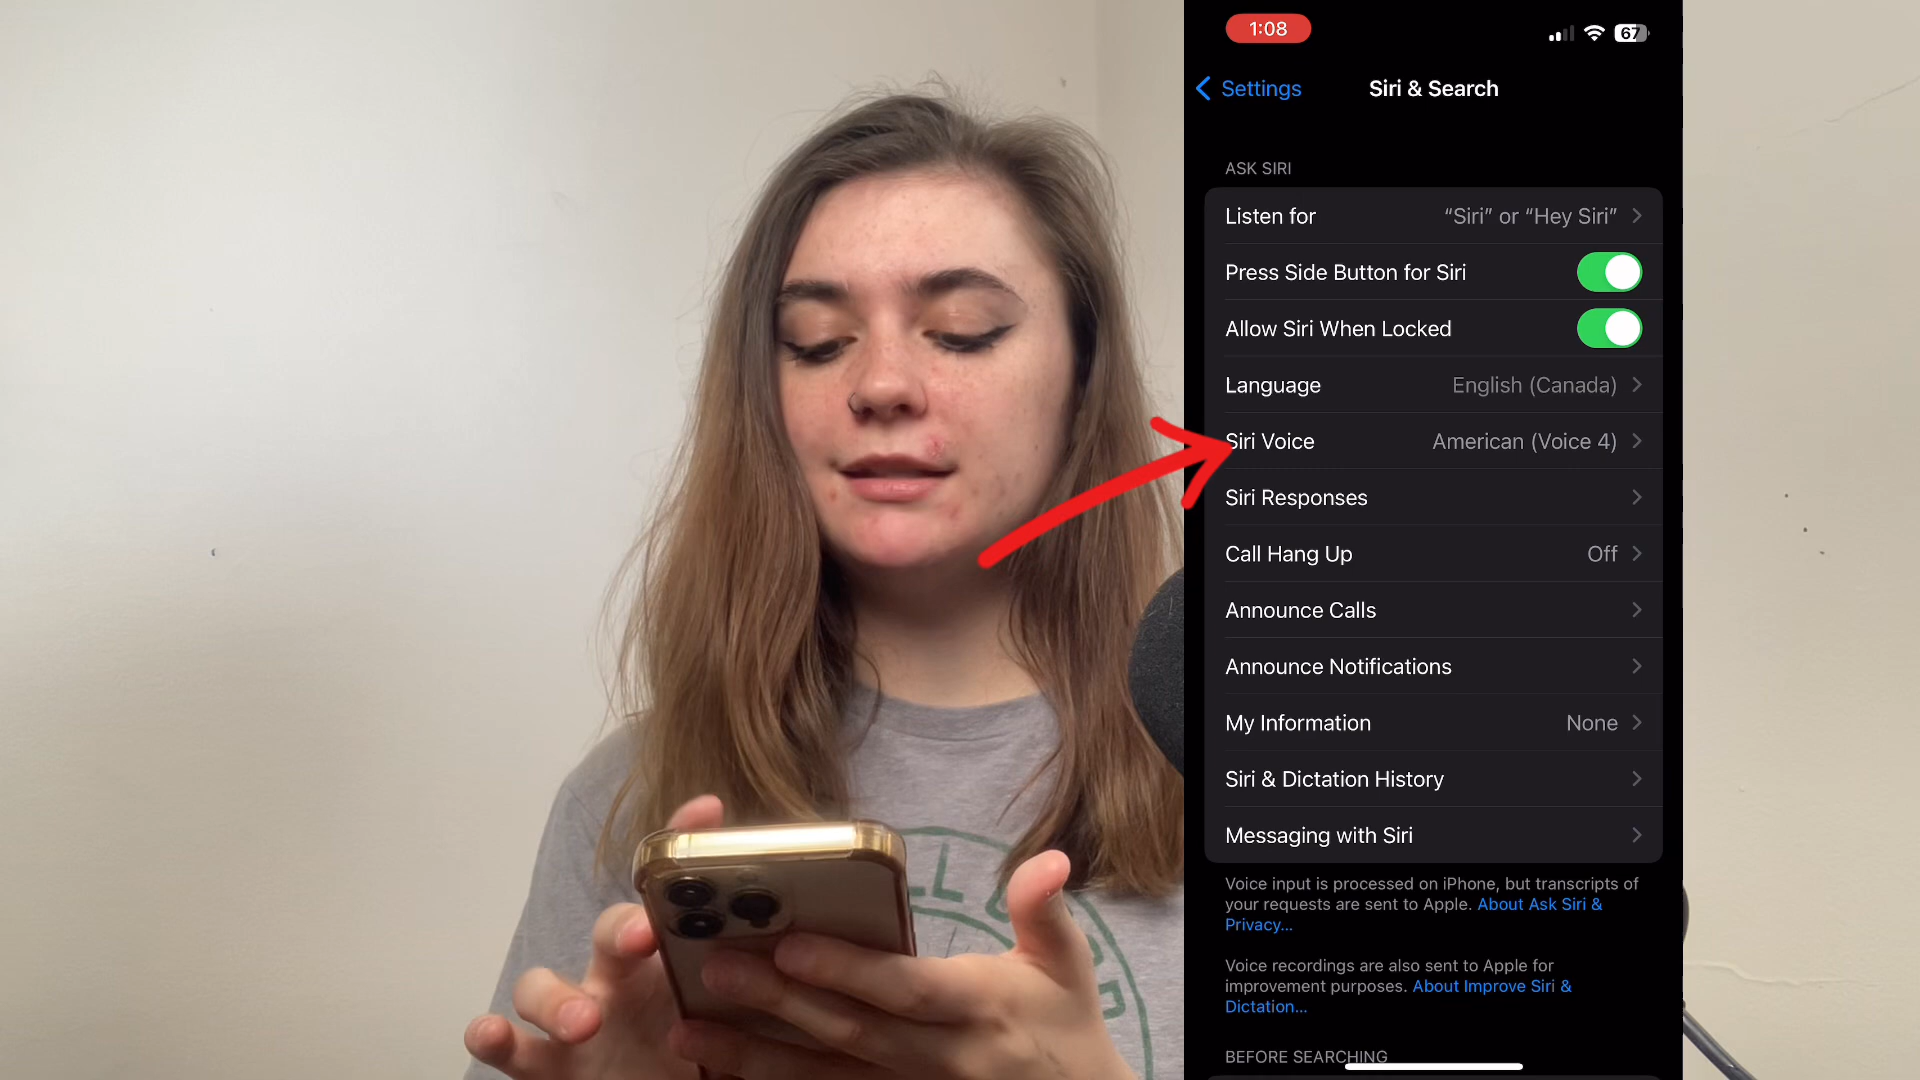 1:08
67
Settings
Siri & Search
ASK SIRI
Listen for “Siri” or “Hey Siri”
Press Side Button for Siri
Allow Siri When Locked
Language English (Canada)
Siri Voice American (Voice 4)
Siri Responses
Call Hang Up Off
Announce Calls
Announce Notifications
My Information None
Siri & Dictation History
Messaging with Siri
Voice input is processed on iPhone, but transcripts of
your requests are sent to Apple. About Ask Siri &
Privacy...
Voice recordings are also sent to Apple for
improvement purposes. About Improve Siri &
Dictation...
BEFORE SEARCHING